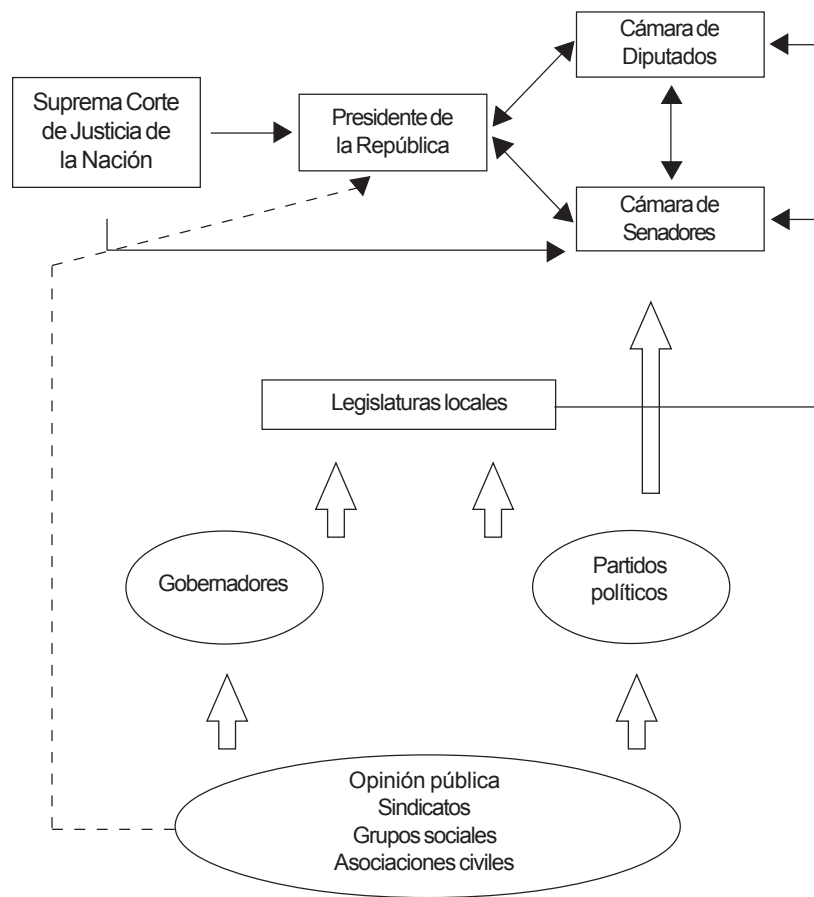 Cámara de
Diputados
Suprema Corte
de Justicia de
la Nación
Presidente de
la República
Cámara de
Senadores
Legislaturas locales
Gobernadores
Partidos
políticos
Opinión pública
Sindicatos
Grupos sociales
Asociaciones civiles